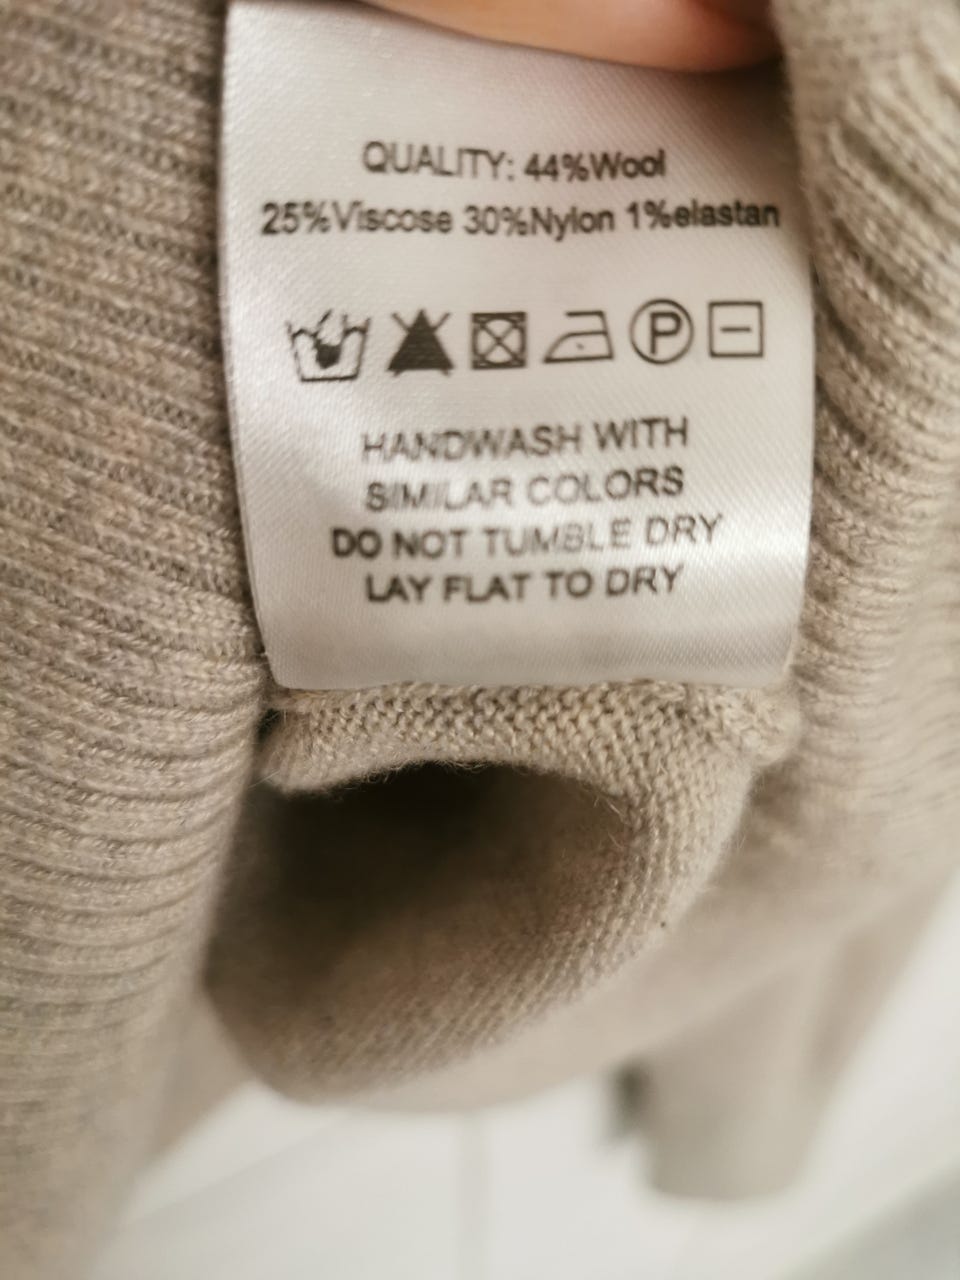 QUALITY: 44%Wool
25%Viscose 30%Nylon 1%elastan
P
HANDWASH WITH
SIMILAR COLORS
DO NOT TUMBLE DRY
LAY FLAT TO DRY